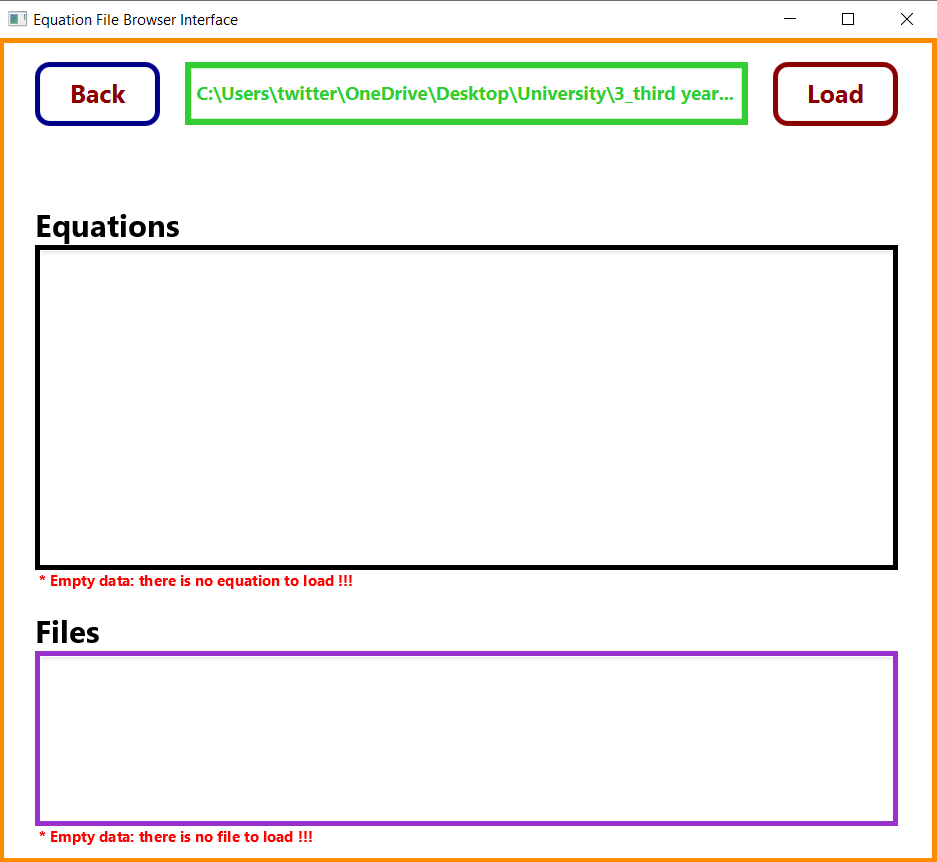 Equation File Browser Interface
Back
C:\Users\twitter\OneDrive\Desktop\University\3_third year...
Load
Equations
* Empty data: there is no equation to load !!!
Files
* Empty data: there is no file to load !!!